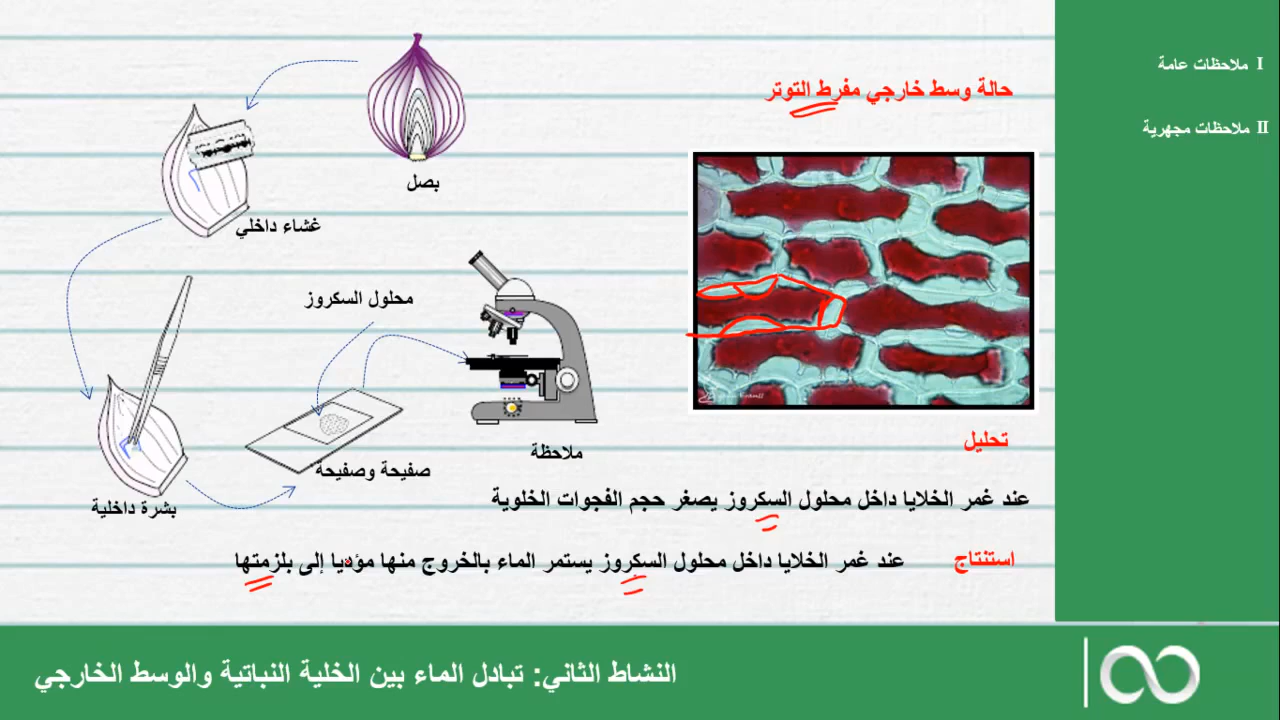 I ملاحظات عامة
II ملاحظات مجهرية
حالة وسط خارجي مفرط التوتر
بصل
غشاء داخلي
محلول السكروز
ملاحظة
صفيحة وصفيحة
بشرة داخلية
تحليل
عند غمر الخلايا داخل محلول السكروز يصغر حجم الفجوات الخلوية
استنتاج
عند غمر الخلايا داخل محلول السكروز يستمر الماء بالخروج منها مؤديا إلى بلزمتها
النشاط الثاني: تبادل الماء بين الخلية النباتية والوسط الخارجي